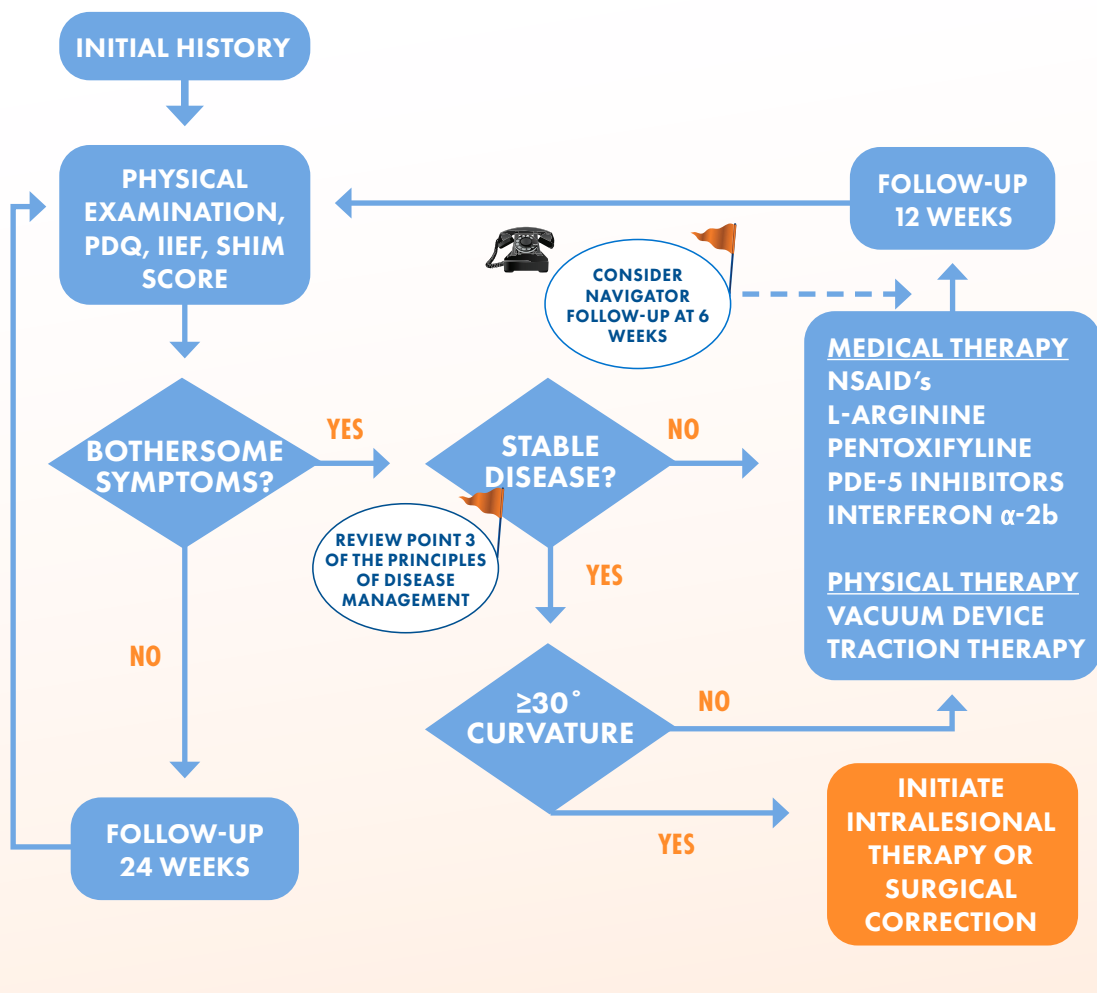 INITIAL HISTORY
PHYSICAL
EXAMINATION,
PDQ, IIEF, SHIM
SCORE
FOLLOW-UP
12 WEEKS
CONSIDER
NAVIGATOR
FOLLOW-UP AT 6
WEEKS
MEDICAL THERAPY
NSAID's
L-ARGININE
PENTOXIFYLINE
PDE-5 INHIBITORS
INTERFERON α-2b
PHYSICAL THERAPY
VACUUM DEVICE
TRACTION THERAPY
BOTHERSOME
SYMPTOMS?
YES
STABLE
DISEASE?
NO
REVIEW POINT 3
OF THE PRINCIPLES
OF DISEASE
MANAGEMENT
YES
NO
≥30°
CURVATURE
NO
YES
INITIATE
INTRALESIONAL
THERAPY OR
SURGICAL
CORRECTION
FOLLOW-UP
24 WEEKS